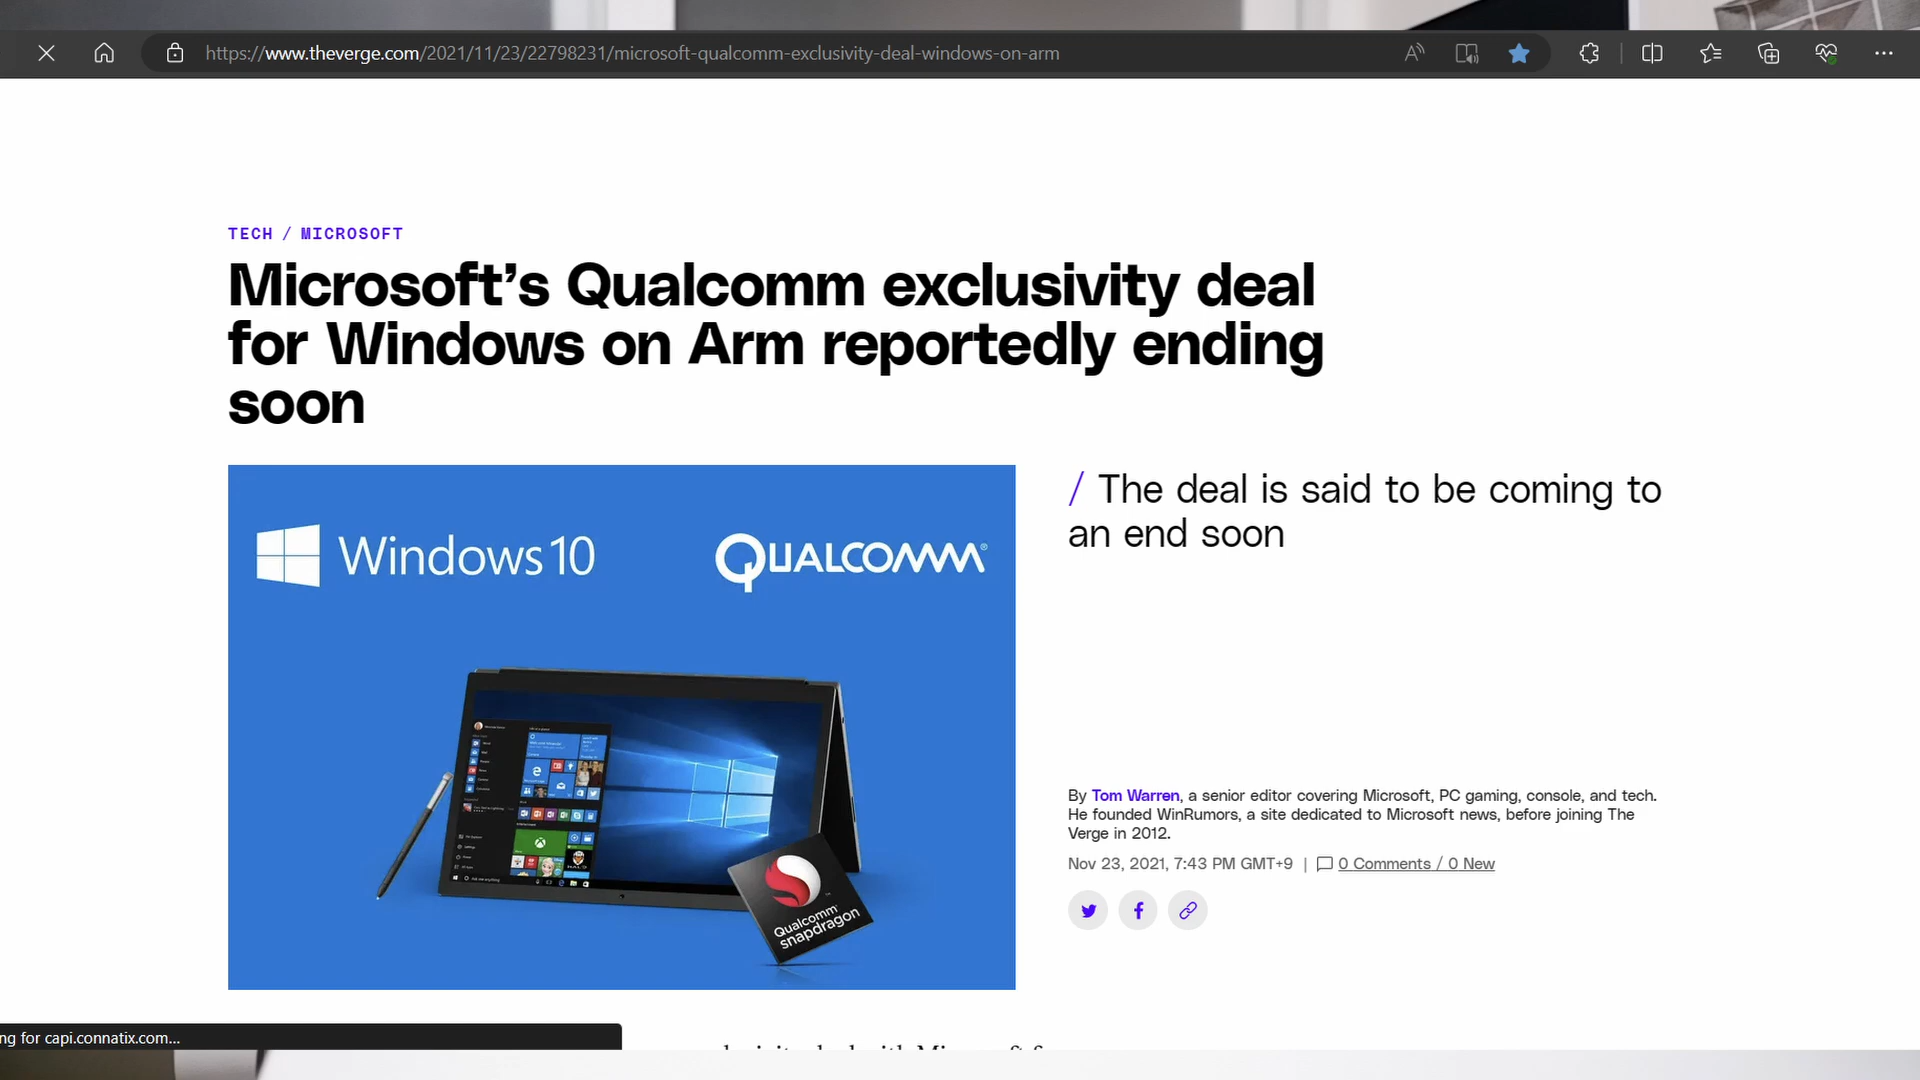 https://www.theverge.com/2021/11/23/22798231/microsoft-qualcomm-exclusivity-deal-windows-on-arm
TECH / MICROSOFT
Microsoft's Qualcomm exclusivity deal
for Windows on Arm reportedly ending
soon
Windows 10
QUALCOMM®
Qualcomm
snapdragon
/ The deal is said to be coming to
an end soon
By Tom Warren, a senior editor covering Microsoft, PC gaming, console, and tech.
He founded WinRumors, a site dedicated to Microsoft news, before joining The
Verge in 2012.
Nov 23, 2021, 7:43 PM GMT+9 | 0 Comments / 0 New
ng for capi.connatix.com...